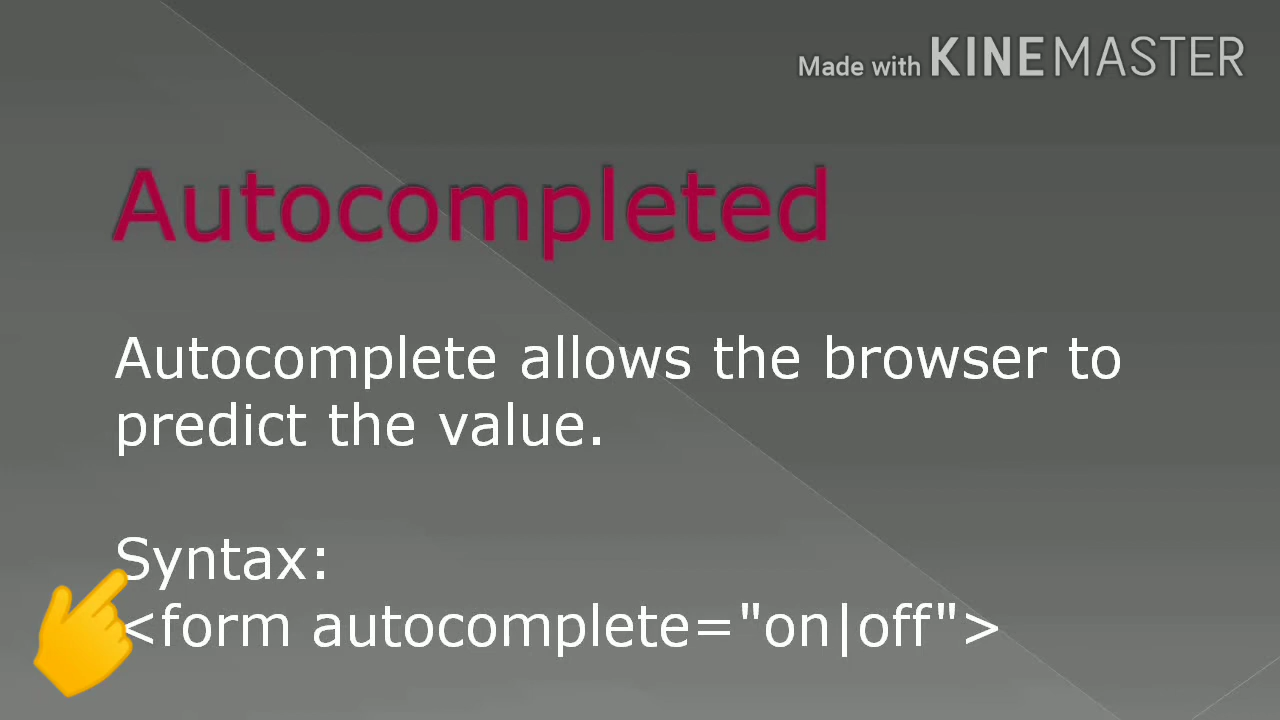 Made with KINEMASTER
Autocompleted
Autocomplete allows the browser to
predict the value.
Syntax:
<form autocomplete="on|off">